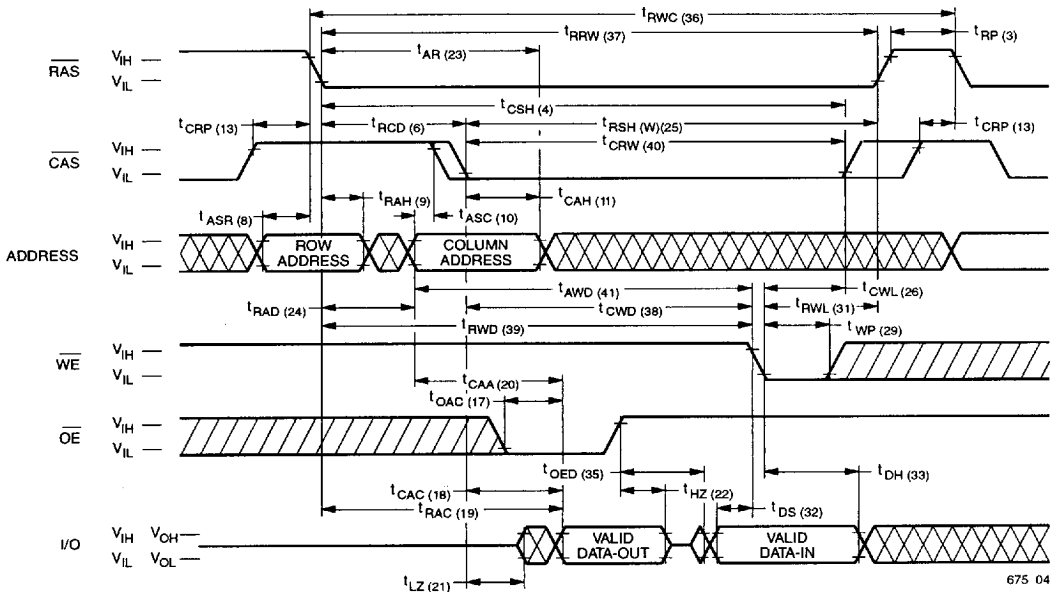 tRWC (36)
tRRW (37)
tRP (3)
tAR (23)
RAS
VIH
VIL
tCSH (4)
tCRP (13)
tRCD (6)
tRSH (W)(25)
tCRP (13)
tCRW (40)
CAS
VIH
VIL
tRAH (9)
tASR (8)
tASC (10)
tCAH (11)
ADDRESS
VIH
VIL
ROW ADDRESS
COLUMN ADDRESS
tAWD (41)
tCWL (26)
tRAD (24)
tCWD (38)
tRWL (31)
tRWD (39)
tWP (29)
WE
VIH
VIL
tCAA (20)
tOAC (17)
OE
VIH
VIL
tOED (35)
tDH (33)
tCAC (18)
tHZ (22)
tRAC (19)
tDS (32)
I/O
VIH VOH
VIL VOL
VALID DATA-OUT
VALID DATA-IN
tLZ (21)
675 04